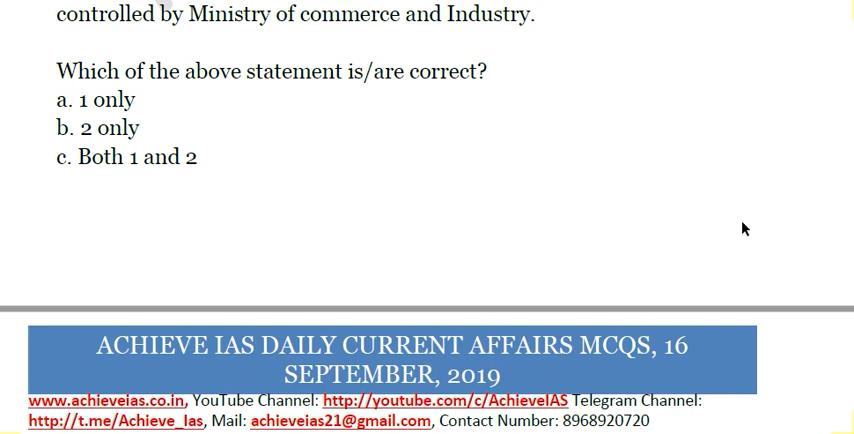 controlled by Ministry of commerce and Industry.
Which of the above statement is/are correct?
a. 1 only
b. 2 only
c. Both 1 and 2
ACHIEVE IAS DAILY CURRENT AFFAIRS MCQS, 16
SEPTEMBER, 2019
www.achieveias.co.in, YouTube Channel: http://youtube.com/c/AchieveIAS Telegram Channel:
http://t.me/Achieve_Ias, Mail: achieveias21@gmail.com, Contact Number: 8968920720